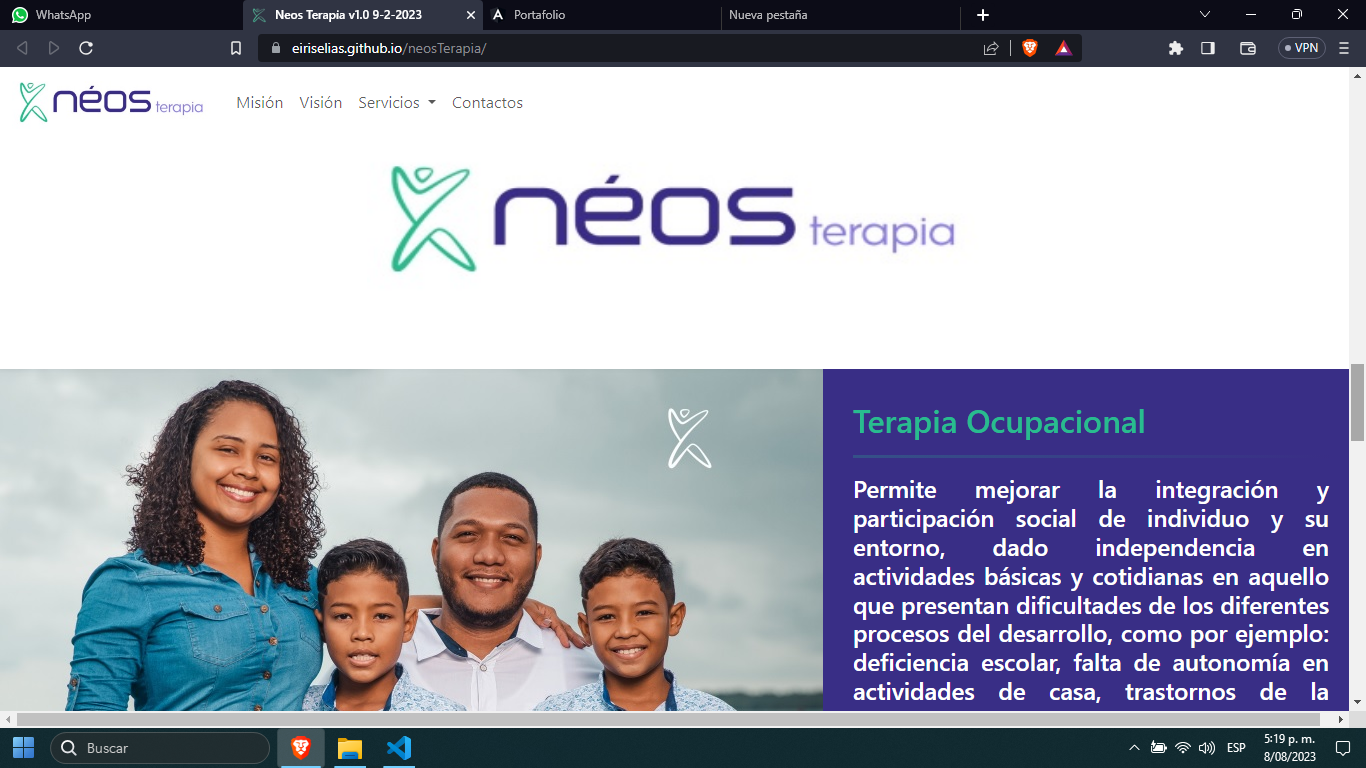 WhatsApp
Neos Terapia v1.0 9-2-2023
Portafolio
Nueva pestaña
eiriselias.github.io/neosTerapia/
VPN
néos terapia
Misión
Visión
Servicios
Contactos
néos terapia
Terapia Ocupacional
Permite mejorar la integración y
participación social de individuo y su
entorno, dado independencia en
actividades básicas y cotidianas en aquello
que presentan dificultades de los diferentes
procesos del desarrollo, como por ejemplo:
deficiencia escolar, falta de autonomía en
actividades de casa, trastornos de la
Buscar
ESP
5:19 p. m.
8/08/2023